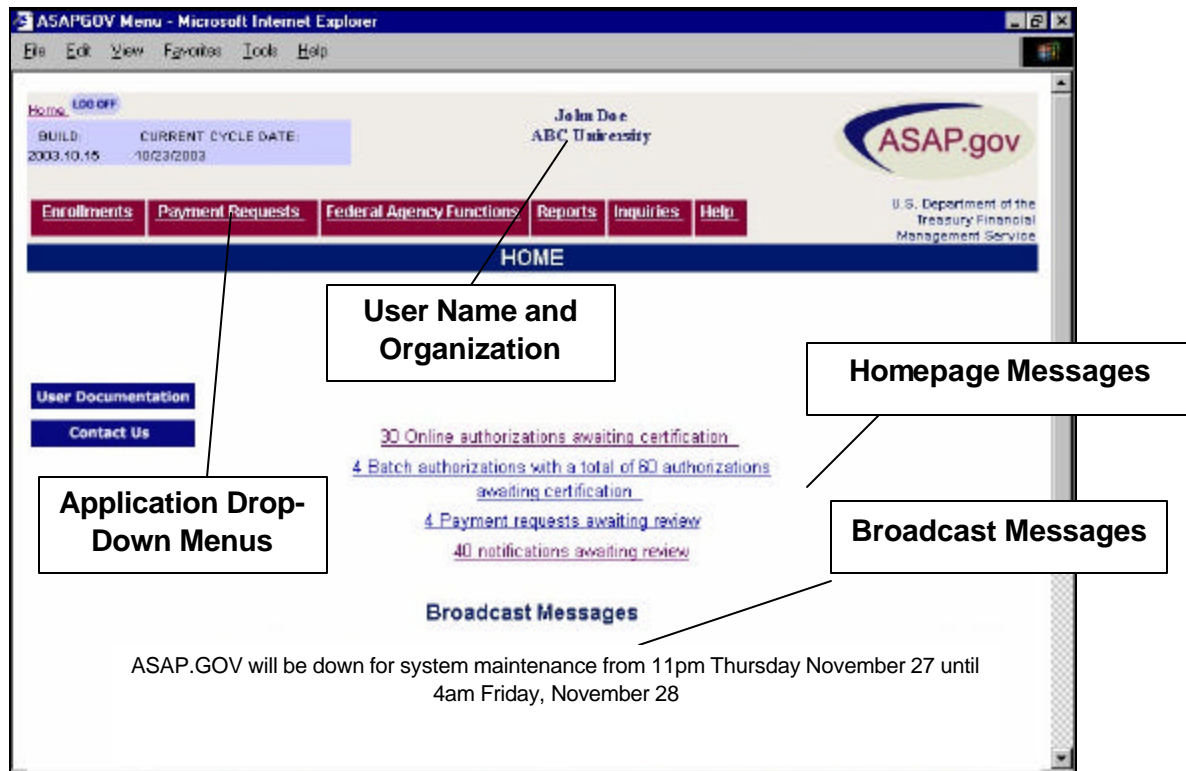 ASAPGOV Menu - Microsoft Internet Explorer
File Edit View Favorites Tools Help
Home LOG OFF
BUILD: CURRENT CYCLE DATE:
2003.10.15 10/23/2003
John Doe
ABC University
ASAP.gov
U.S. Department of the
Treasury Financial
Management Service
Enrollments Payment Requests Federal Agency Functions Reports Inquiries Help
HOME
User Name and
Organization
Homepage Messages
User Documentation
Contact Us
30 Online authorizations awaiting certification
4 Batch authorizations with a total of 60 authorizations
awaiting certification
4 Payment requests awaiting review
40 notifications awaiting review
Application Drop-
Down Menus
Broadcast Messages
Broadcast Messages
ASAP.GOV will be down for system maintenance from 11pm Thursday November 27 until
4am Friday, November 28